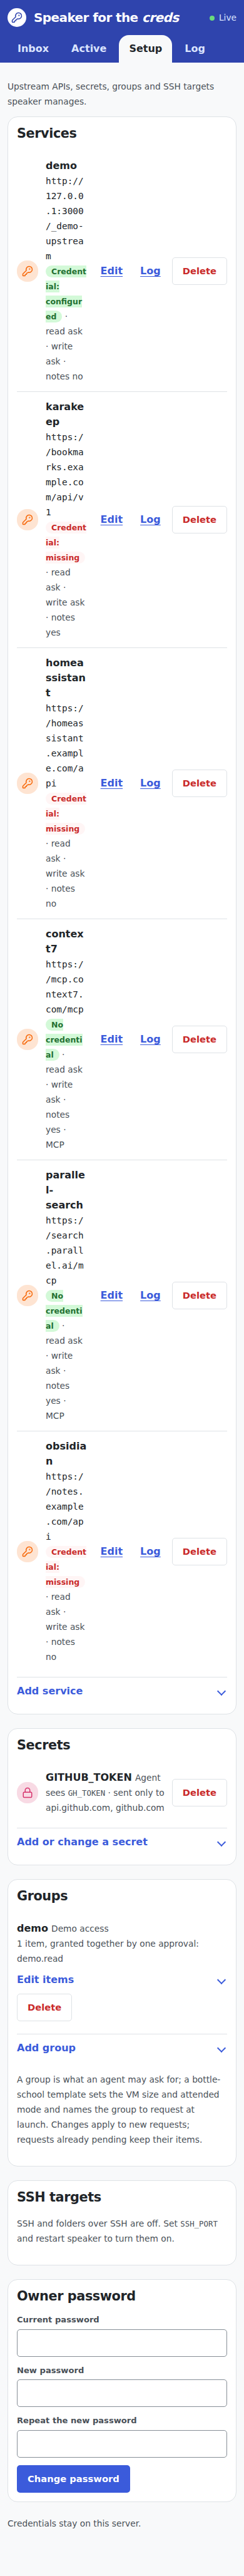 Speaker for the creds
Live
Inbox Active Setup Log
Upstream APIs, secrets, groups and SSH targets
speaker manages.
Services
demo
http://
127.0.0
.1:3000
/_demo-
upstrea
m
Credent
ial:
configur
ed ·
read ask
· write
ask ·
notes no
Edit Log Delete
karake
ep
https:/
/bookma
rks.exa
mple.co
m/api/v
1
Credent
ial:
missing
· read
ask ·
write ask
· notes
yes
Edit Log Delete
homea
ssistan
t
https:/
/homeas
sistant
.exampl
e.com/a
pi
Credent
ial:
missing
· read
ask ·
write ask
· notes
no
Edit Log Delete
contex
t7
https:/
/mcp.co
ntext7.
com/mcp
No
credenti
al ·
read ask
· write
ask ·
notes
yes ·
MCP
Edit Log Delete
paralle
l-
search
https:/
/search
.parall
el.ai/m
cp
No
credenti
al ·
read ask
· write
ask ·
notes
yes ·
MCP
Edit Log Delete
obsidia
n
https:/
/notes.
example
.com/ap
i
Credent
ial:
missing
· read
ask ·
write ask
· notes
no
Edit Log Delete
Add service
Secrets
GITHUB_TOKEN Agent
sees GH_TOKEN · sent only to
api.github.com, github.com
Delete
Add or change a secret
Groups
demo Demo access
1 item, granted together by one approval:
demo.read
Edit items
Delete
Add group
A group is what an agent may ask for; a bottle-
school template sets the VM size and attended
mode and names the group to request at
launch. Changes apply to new requests;
requests already pending keep their items.
SSH targets
SSH and folders over SSH are off. Set SSH_PORT
and restart speaker to turn them on.
Owner password
Current password
New password
Repeat the new password
Change password
Credentials stay on this server.